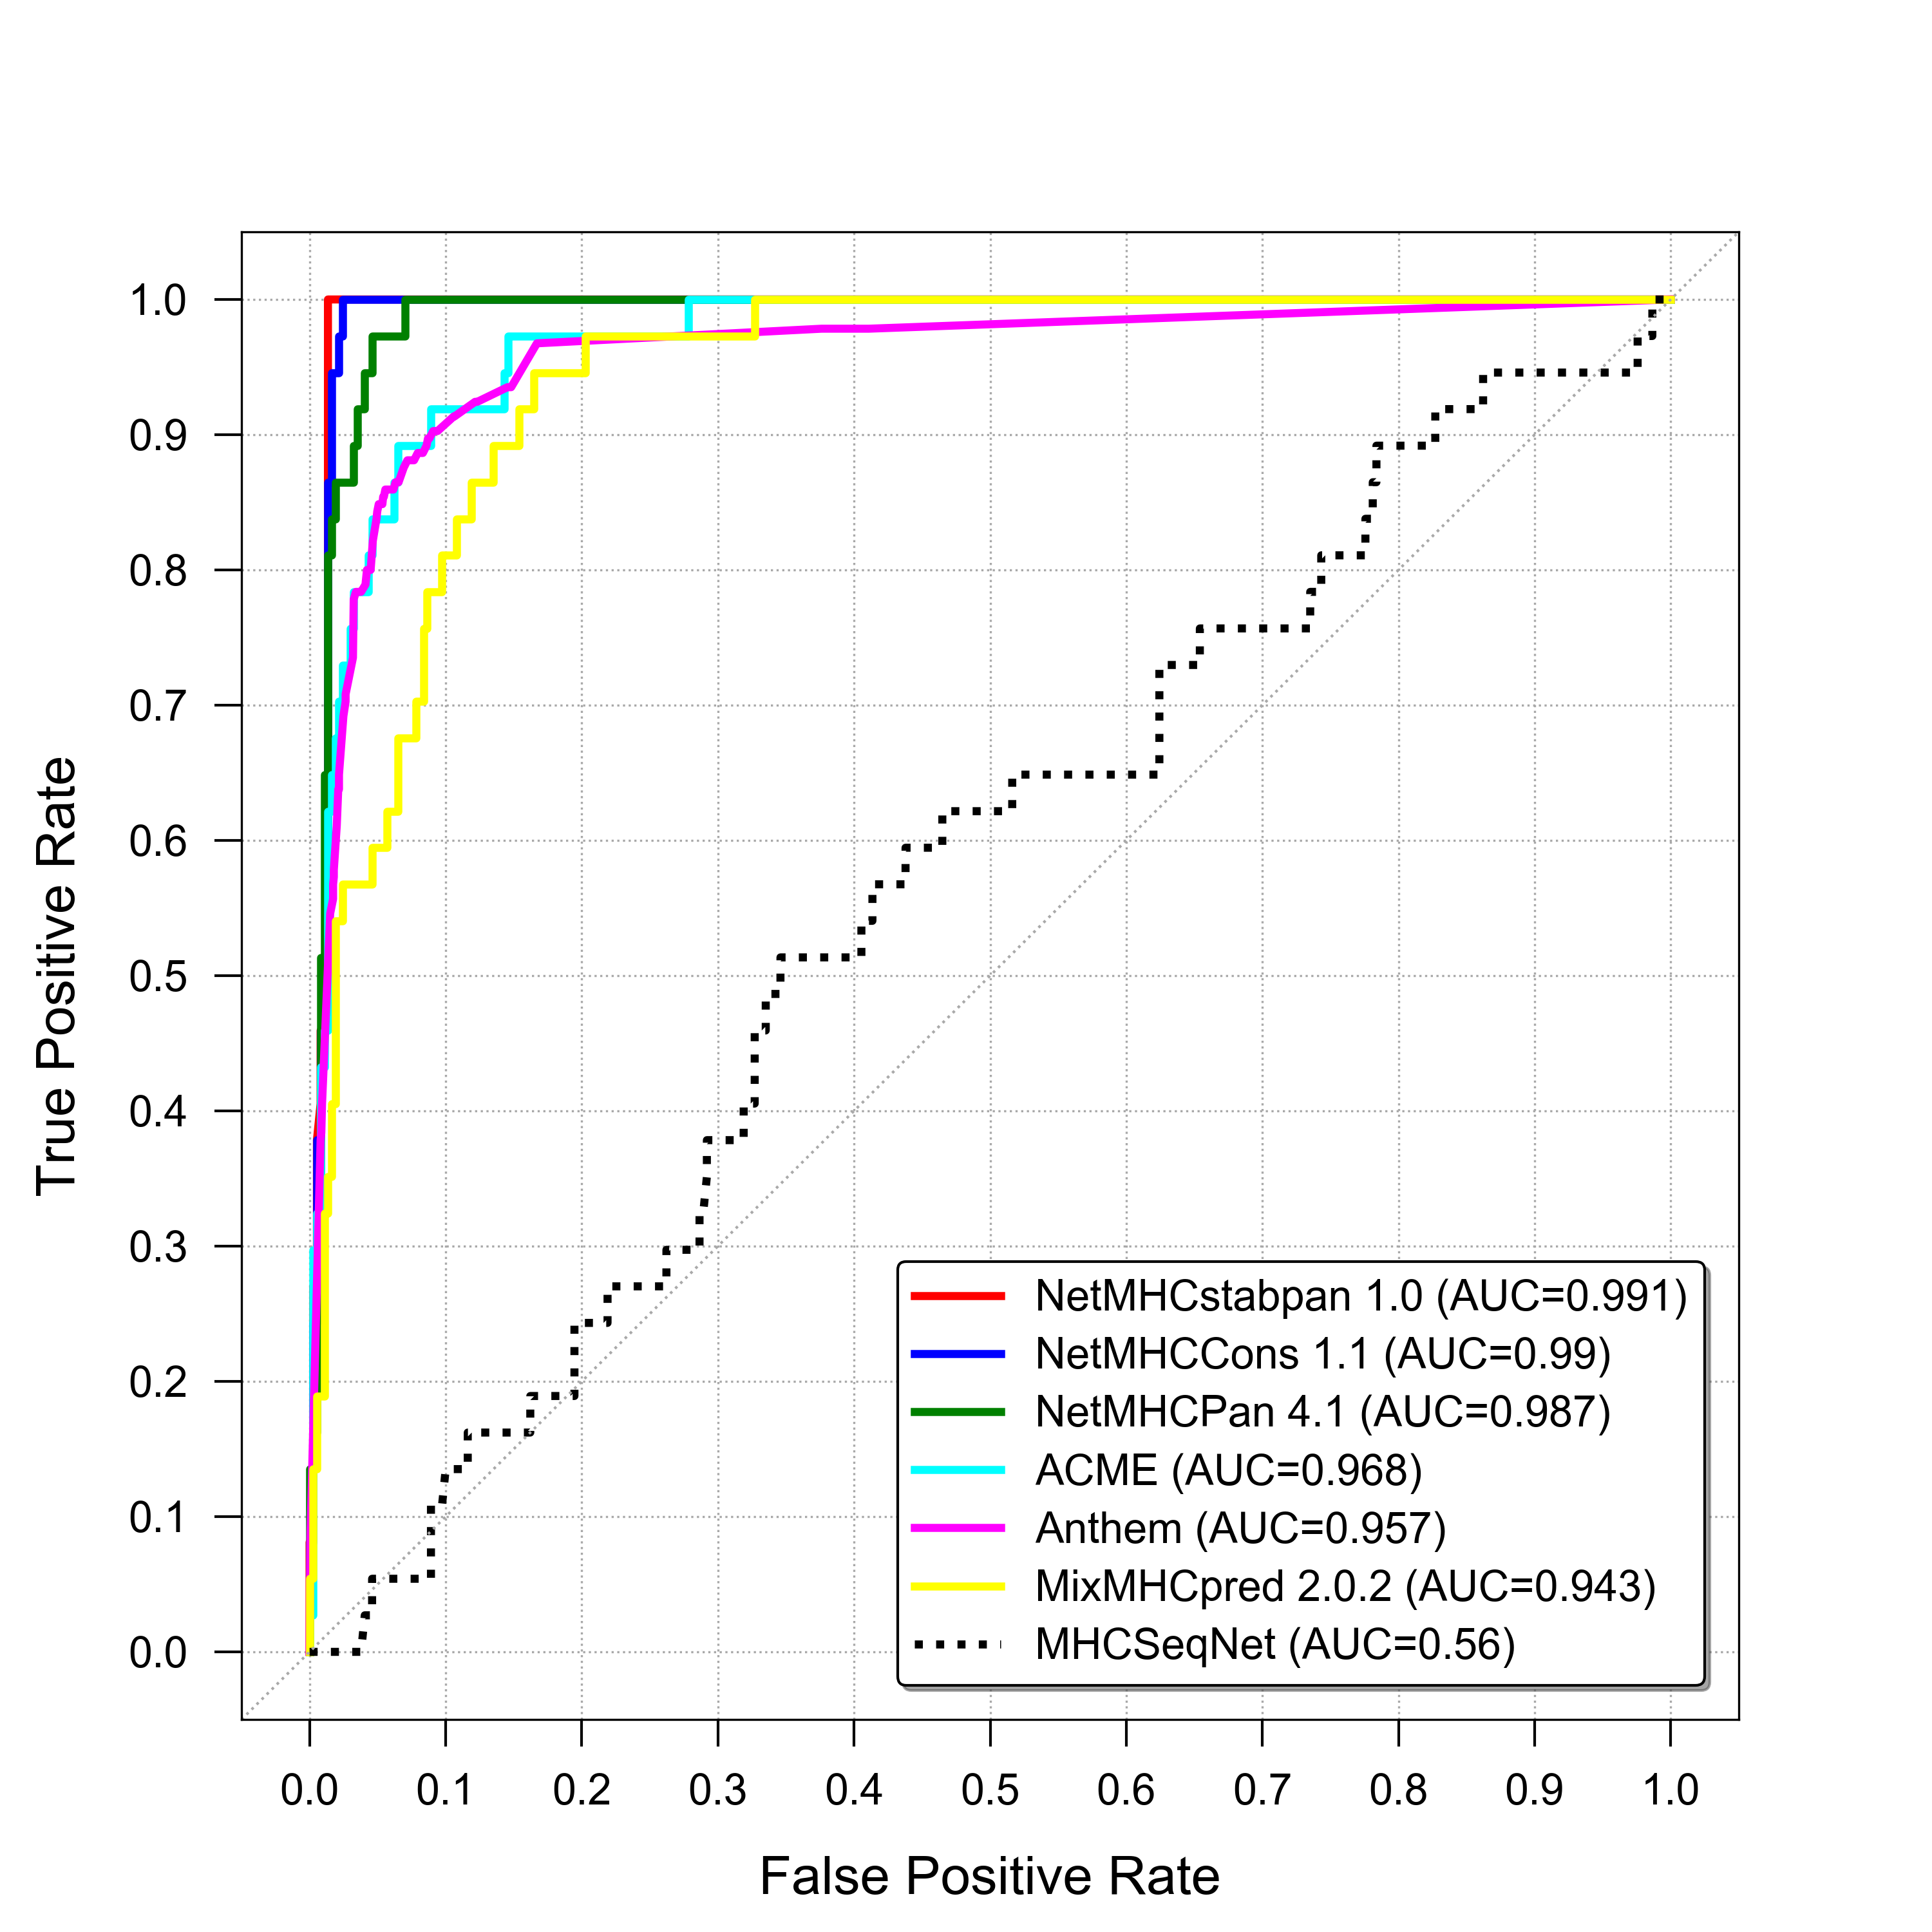 True Positive Rate
1.0
0.9
0.8
0.7
0.6
0.5
0.4
0.3
0.2
0.1
0.0
NetMHCstabpan 1.0 (AUC=0.991)
NetMHCCons 1.1 (AUC=0.99)
NetMHCPan 4.1 (AUC=0.987)
ACME (AUC=0.968)
Anthem (AUC=0.957)
MixMHCpred 2.0.2 (AUC=0.943)
MHCSeqNet (AUC=0.56)
0.0 0.1 0.2 0.3 0.4 0.5 0.6 0.7 0.8 0.9 1.0
False Positive Rate